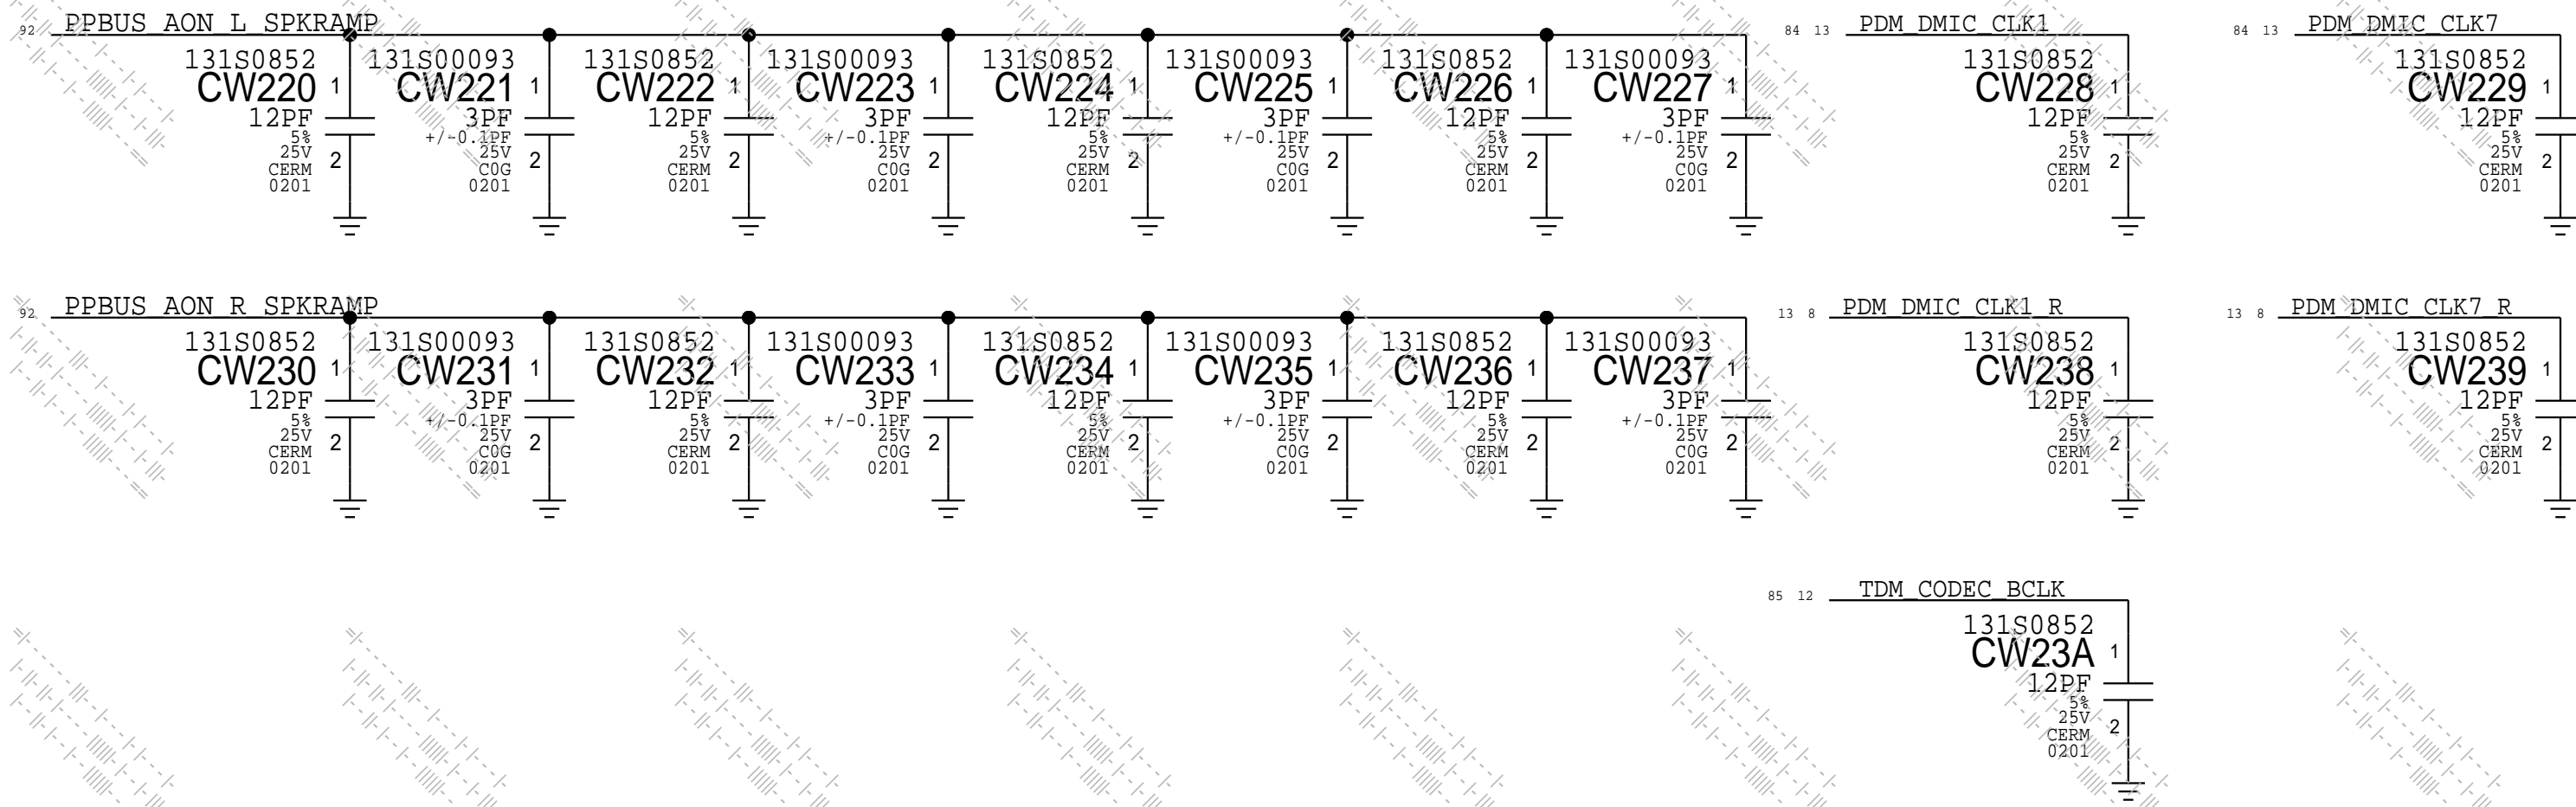 92 PPBUS_AON_L_SPKRAMP
84 13 PDM_DMIC_CLK1
84 13 PDM_DMIC_CLK7
131S0852 131S00093 131S0852 131S00093 131S0852 131S00093 131S0852 131S00093 131S0852 131S0852
CW220 1 CW221 1 CW222 1 CW223 1 CW224 1 CW225 1 CW226 1 CW227 1 CW228 1 CW229 1
12PF 3PF 12PF 3PF 12PF 3PF 12PF 3PF 12PF 12PF
5% +/-0.1PF 5% +/-0.1PF 5% +/-0.1PF 5% +/-0.1PF 5% 5%
25V 25V 25V 25V 25V 25V 25V 25V 25V 25V
2 2 2 2 2 2 2 2 2 2
CERM C0G CERM C0G CERM C0G CERM C0G CERM CERM
0201 0201 0201 0201 0201 0201 0201 0201 0201 0201
92 PPBUS_AON_R_SPKRAMP
13 8 PDM_DMIC_CLK1_R
13 8 PDM_DMIC_CLK7_R
131S0852 131S00093 131S0852 131S00093 131S0852 131S00093 131S0852 131S00093 131S0852 131S0852
CW230 1 CW231 1 CW232 1 CW233 1 CW234 1 CW235 1 CW236 1 CW237 1 CW238 1 CW239 1
12PF 3PF 12PF 3PF 12PF 3PF 12PF 3PF 12PF 12PF
5% +/-0.1PF 5% +/-0.1PF 5% +/-0.1PF 5% +/-0.1PF 5% 5%
25V 25V 25V 25V 25V 25V 25V 25V 25V 25V
2 2 2 2 2 2 2 2 2 2
CERM C0G CERM C0G CERM C0G CERM C0G CERM CERM
0201 0201 0201 0201 0201 0201 0201 0201 0201 0201
85 12 TDM_CODEC_BCLK
131S0852
CW23A 1
12PF
5%
25V
2
CERM
0201